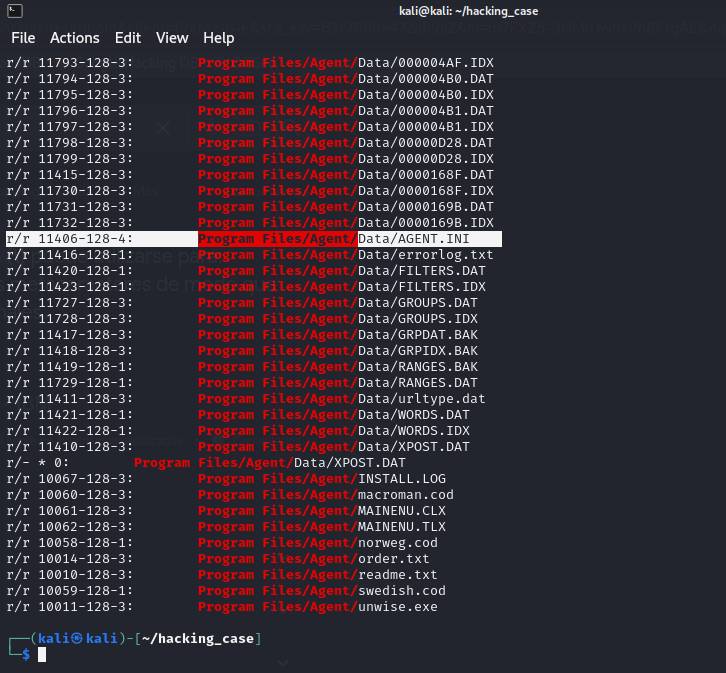 kali@kali: ~/hacking_case
File Actions Edit View Help
r/r 11793-128-3: Program Files/Agent/Data/000004AF.IDX
r/r 11794-128-3: Program Files/Agent/Data/000004B0.DAT
r/r 11795-128-3: Program Files/Agent/Data/000004B0.IDX
r/r 11796-128-3: Program Files/Agent/Data/000004B1.DAT
r/r 11797-128-3: Program Files/Agent/Data/000004B1.IDX
r/r 11798-128-3: Program Files/Agent/Data/00000D28.DAT
r/r 11799-128-3: Program Files/Agent/Data/00000D28.IDX
r/r 11415-128-3: Program Files/Agent/Data/0000168F.DAT
r/r 11730-128-3: Program Files/Agent/Data/0000168F.IDX
r/r 11731-128-3: Program Files/Agent/Data/0000169B.DAT
r/r 11732-128-3: Program Files/Agent/Data/0000169B.IDX
r/r 11406-128-4: Program Files/Agent/Data/AGENT.INI
r/r 11416-128-1: Program Files/Agent/Data/errorlog.txt
r/r 11420-128-1: Program Files/Agent/Data/FILTERS.DAT
r/r 11423-128-1: Program Files/Agent/Data/FILTERS.IDX
r/r 11727-128-3: Program Files/Agent/Data/GROUPS.DAT
r/r 11728-128-3: Program Files/Agent/Data/GROUPS.IDX
r/r 11417-128-3: Program Files/Agent/Data/GRPDAT.BAK
r/r 11418-128-3: Program Files/Agent/Data/GRPIDX.BAK
r/r 11419-128-1: Program Files/Agent/Data/RANGES.BAK
r/r 11729-128-1: Program Files/Agent/Data/RANGES.DAT
r/r 11411-128-3: Program Files/Agent/Data/urltype.dat
r/r 11421-128-1: Program Files/Agent/Data/WORDS.DAT
r/r 11422-128-1: Program Files/Agent/Data/WORDS.IDX
r/r 11410-128-3: Program Files/Agent/Data/XPOST.DAT
r/- * 0: Program Files/Agent/Data/XPOST.DAT
r/r 10067-128-3: Program Files/Agent/INSTALL.LOG
r/r 10060-128-3: Program Files/Agent/macroman.cod
r/r 10061-128-3: Program Files/Agent/MAINENU.CLX
r/r 10062-128-3: Program Files/Agent/MAINENU.TLX
r/r 10058-128-1: Program Files/Agent/norweg.cod
r/r 10014-128-3: Program Files/Agent/order.txt
r/r 10010-128-3: Program Files/Agent/readme.txt
r/r 10059-128-1: Program Files/Agent/swedish.cod
r/r 10011-128-3: Program Files/Agent/unwise.exe
┌──(kali㉿kali)-[~/hacking_case]
└─$